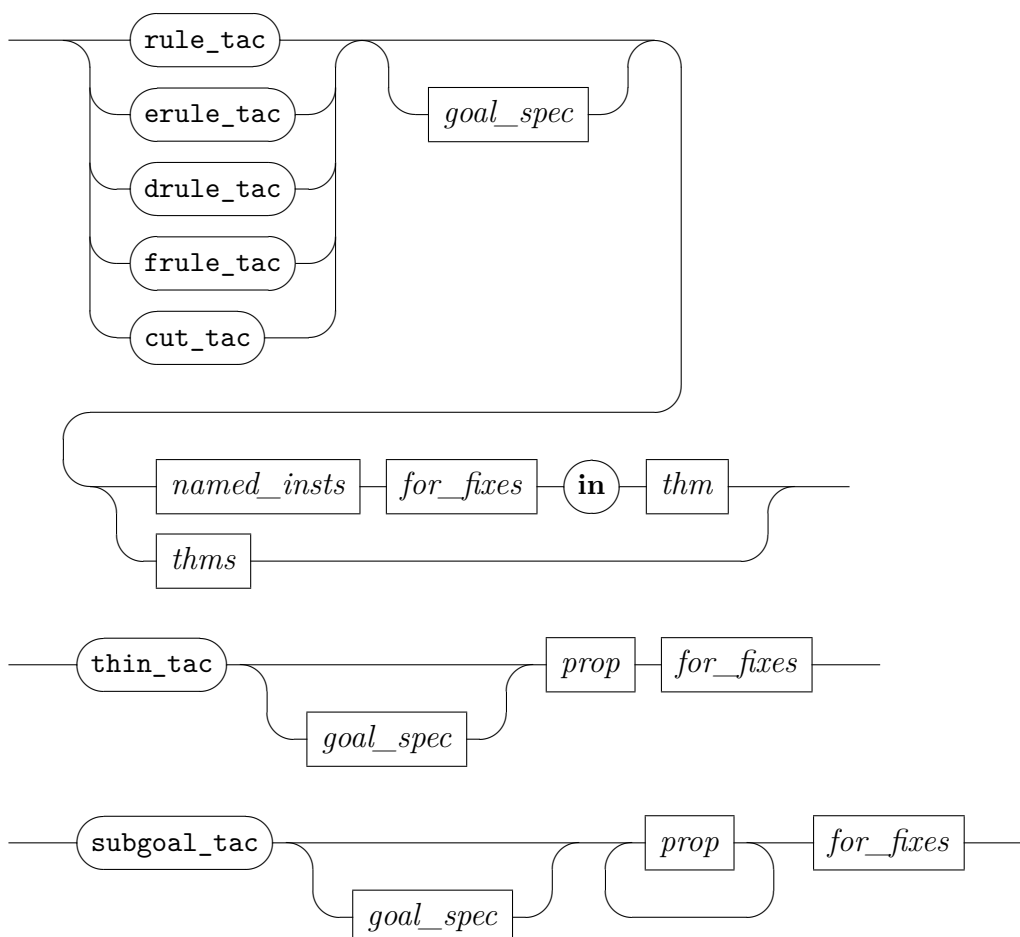 rule_tac
goal_spec
erule_tac
drule_tac
frule_tac
cut_tac
named_insts for_fixes in thm
thms
thin_tac prop for_fixes
goal_spec
subgoal_tac prop for_fixes
goal_spec